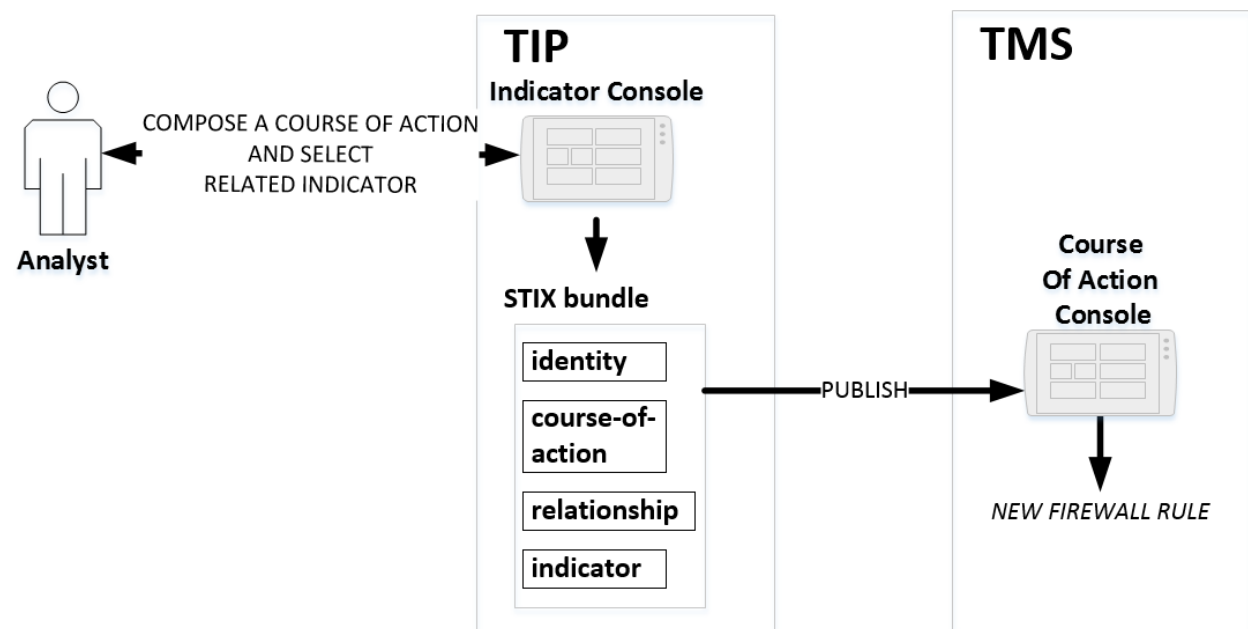 TIP
TMS
Indicator Console
COMPOSE A COURSE OF ACTION
AND SELECT
RELATED INDICATOR
Analyst
STIX bundle
identity
course-of-
action
relationship
indicator
PUBLISH
Course
Of Action
Console
NEW FIREWALL RULE